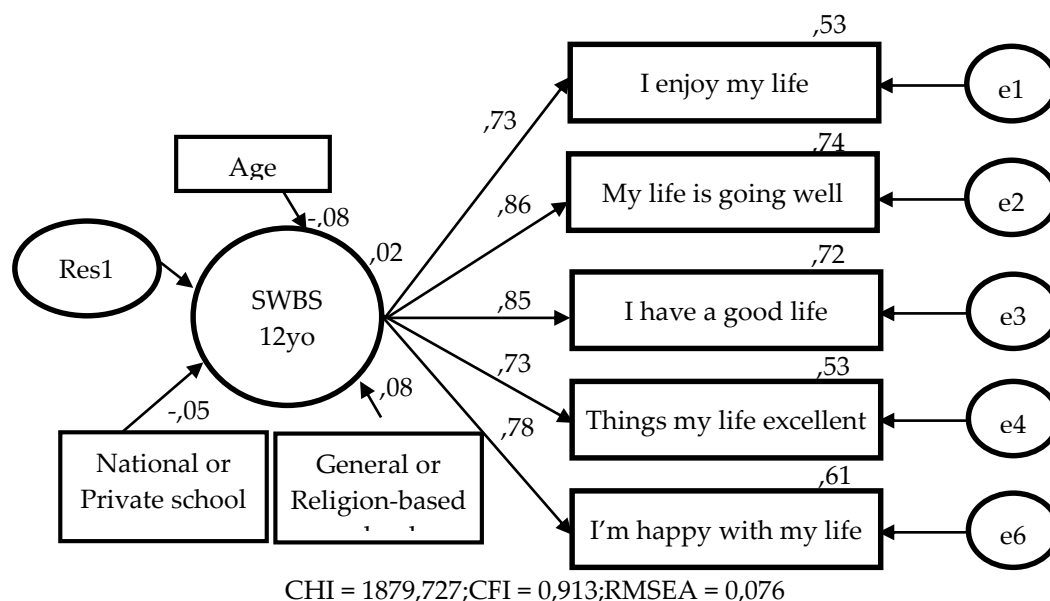 ,53
I enjoy my life
e1
,73
Age
,74
My life is going well
e2
-,08
,86
,02
Res1
SWBS
12yo
,72
I have a good life
e3
,85
,73
,53
Things my life excellent
e4
-,05
,08
,78
National or
Private school
General or
Religion-based
,61
I'm happy with my life
e6
CHI = 1879,727;CFI = 0,913;RMSEA = 0,076